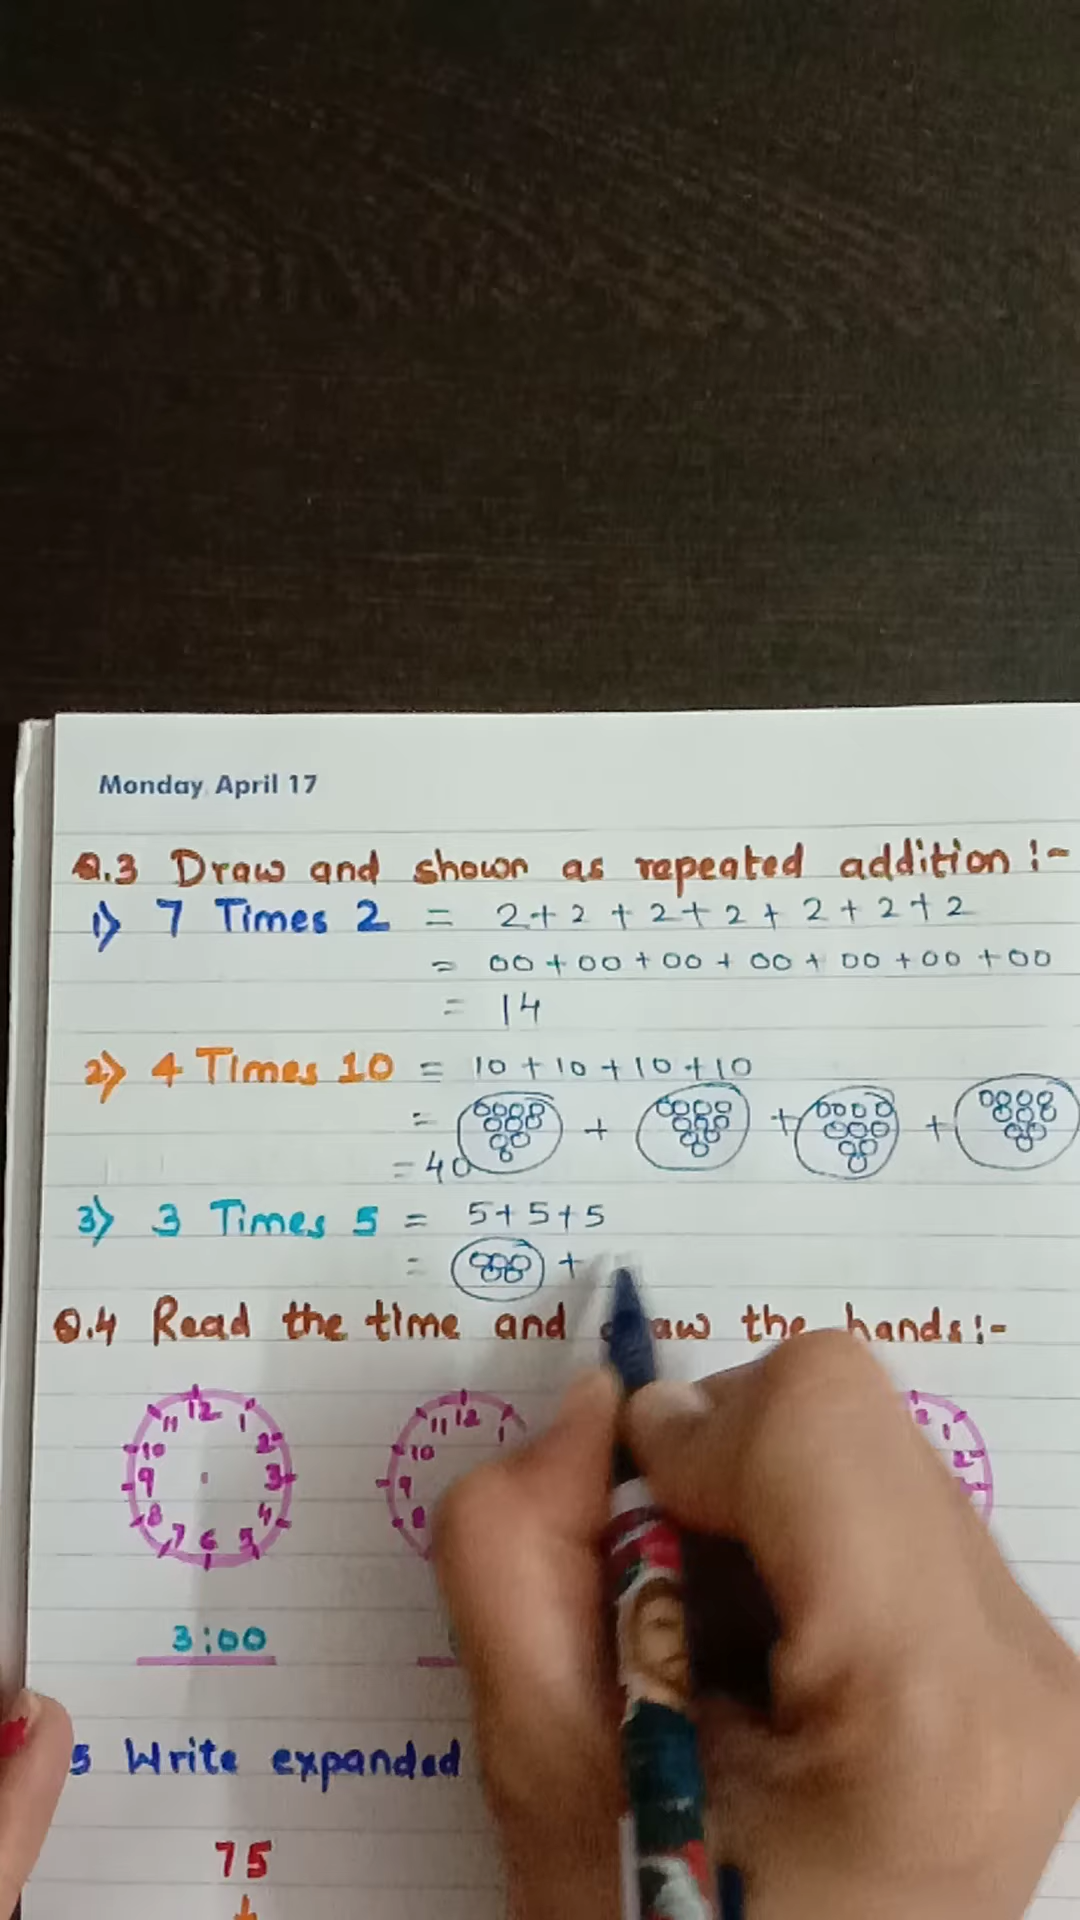 Monday, April 17
Q.3 Draw and shown as repeated addition :-
1) 7 Times 2 = 2+2+2+2+2+2+2
= 00+00+00+00+00+00+00
= 14
2) 4 Times 10 = 10+10+10+10
= + + +
= 40
3) 3 Times 5 = 5+5+5
= +
Q.4 Read the time and the hands:-
12 1 2 3 4 5 6 7 8 9 10 11
12 1 8 9 10 11
1 2
3:00
5 Write expanded
75